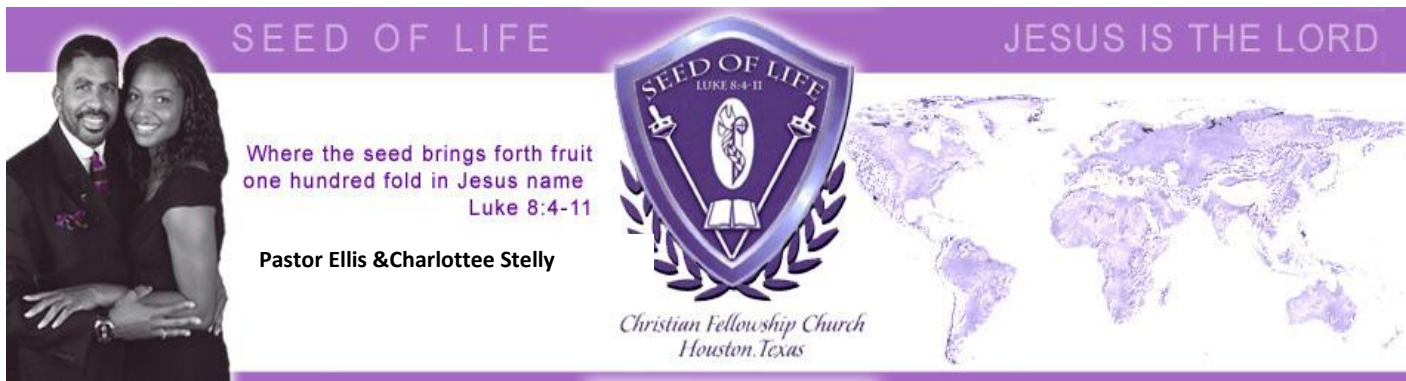 SEED OF LIFE
JESUS IS THE LORD
Where the seed brings forth fruit
one hundred fold in Jesus name
Luke 8:4-11
Pastor Ellis &Charlottee Stelly
SEED OF LIFE
LUKE 8:4-11
Christian Fellowship Church
Houston, Texas